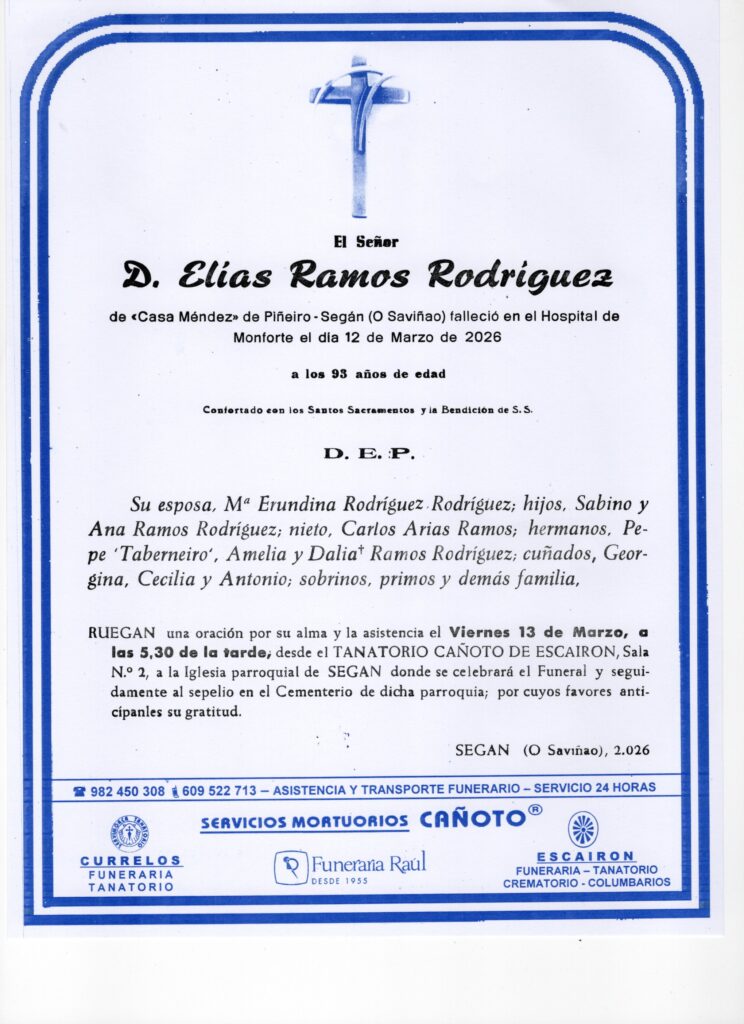 El Señor
D. Elías Ramos Rodríguez
de «Casa Méndez» de Piñeiro - Segán (O Saviñao) falleció en el Hospital de
Monforte el día 12 de Marzo de 2026
a los 93 años de edad
Confortado con los Santos Sacramentos y la Bendición de S. S.
D. E. P.
Su esposa, Mª Erundina Rodríguez Rodríguez; hijos, Sabino y
Ana Ramos Rodríguez; nieto, Carlos Arias Ramos; hermanos, Pe-
pe ‘Taberneiro’, Amelia y Dalia† Ramos Rodríguez; cuñados, Geor-
gina, Cecilia y Antonio; sobrinos, primos y demás familia,
RUEGAN una oración por su alma y la asistencia el Viernes 13 de Marzo, a
las 5,30 de la tarde, desde el TANATORIO CAÑOTO DE ESCAIRON, Sala
N.º 2, a la Iglesia parroquial de SEGAN donde se celebrará el Funeral y segui-
damente al sepelio en el Cementerio de dicha parroquia; por cuyos favores anti-
cípanles su gratitud.
SEGAN (O Saviñao), 2.026
☎ 982 450 308 609 522 713 – ASISTENCIA Y TRANSPORTE FUNERARIO – SERVICIO 24 HORAS
SERVICIOS MORTUORIOS CAÑOTO®
CURRELOS
FUNERARIA
TANATORIO
Funeraria Raúl
DESDE 1955
ESCAIRON
FUNERARIA – TANATORIO
CREMATORIO - COLUMBARIOS